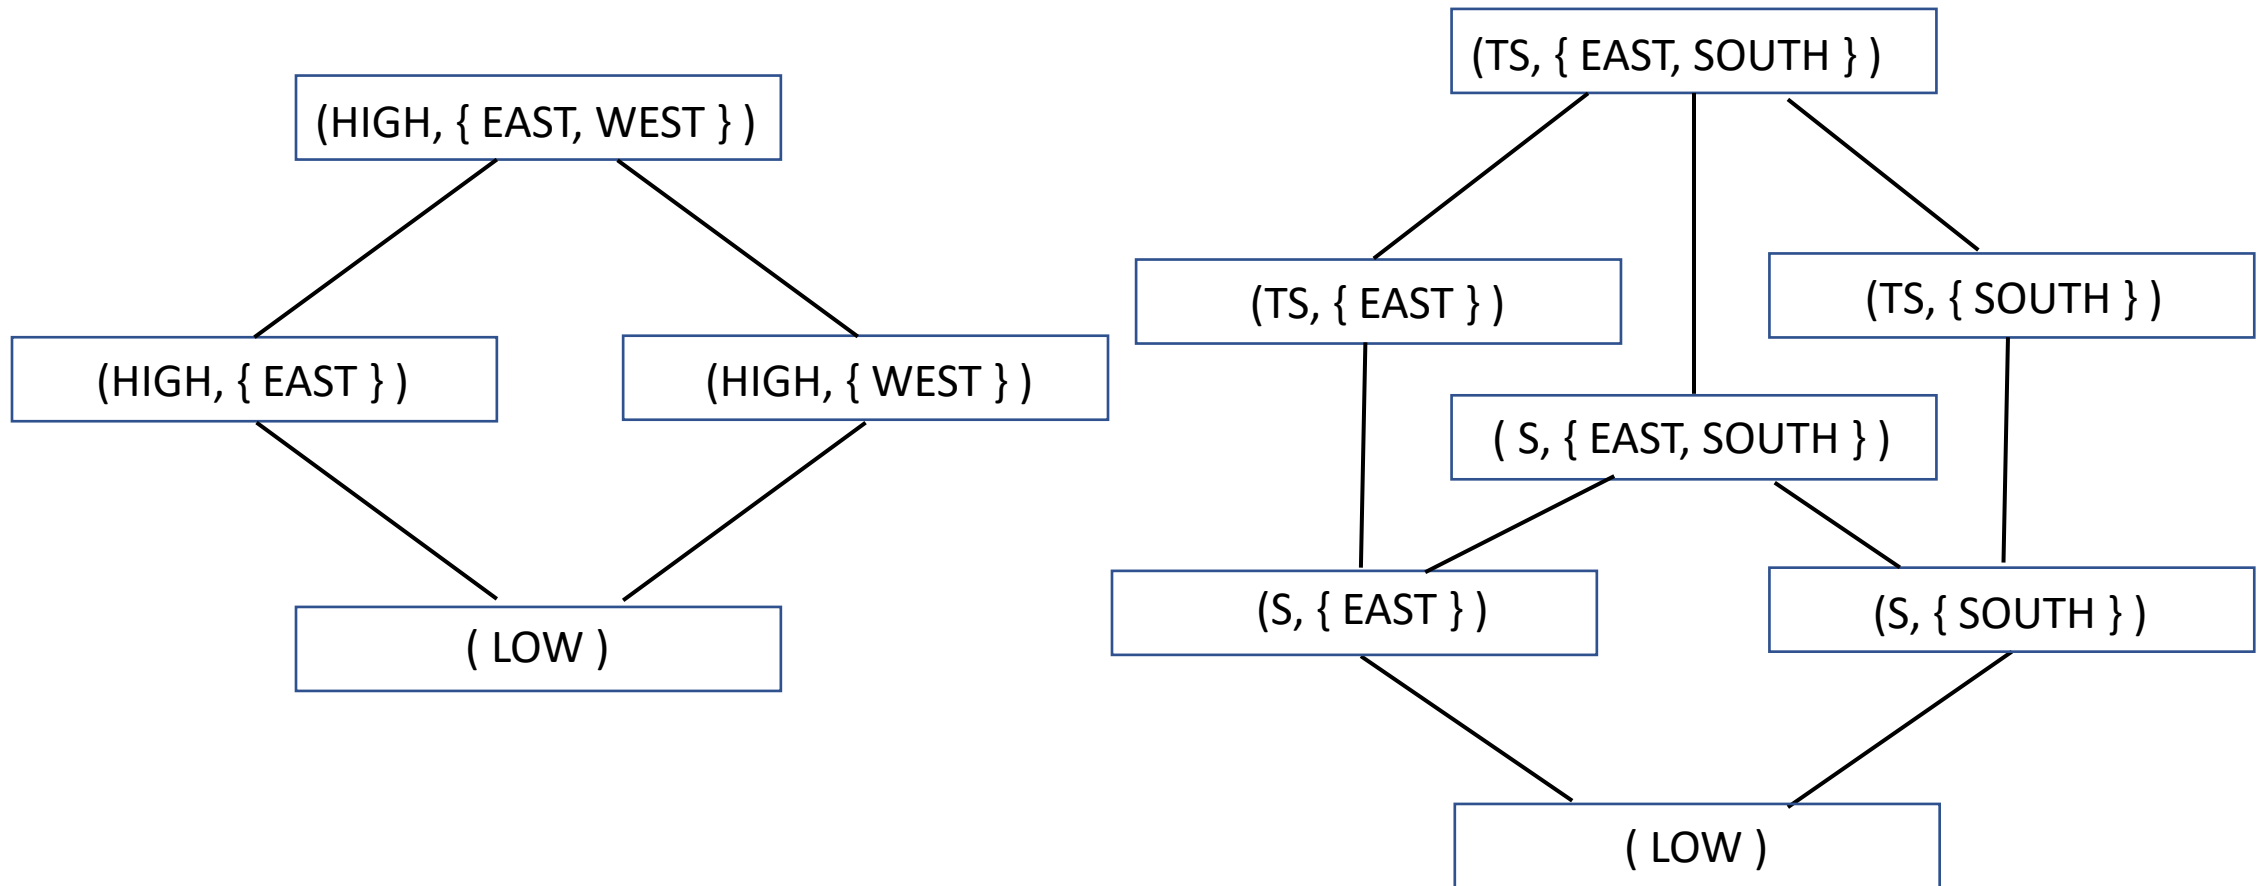 (HIGH, { EAST, WEST } )
(HIGH, { EAST } )
(HIGH, { WEST } )
( LOW )
(TS, { EAST, SOUTH } )
(TS, { EAST } )
(TS, { SOUTH } )
( S, { EAST, SOUTH } )
(S, { EAST } )
(S, { SOUTH } )
( LOW )